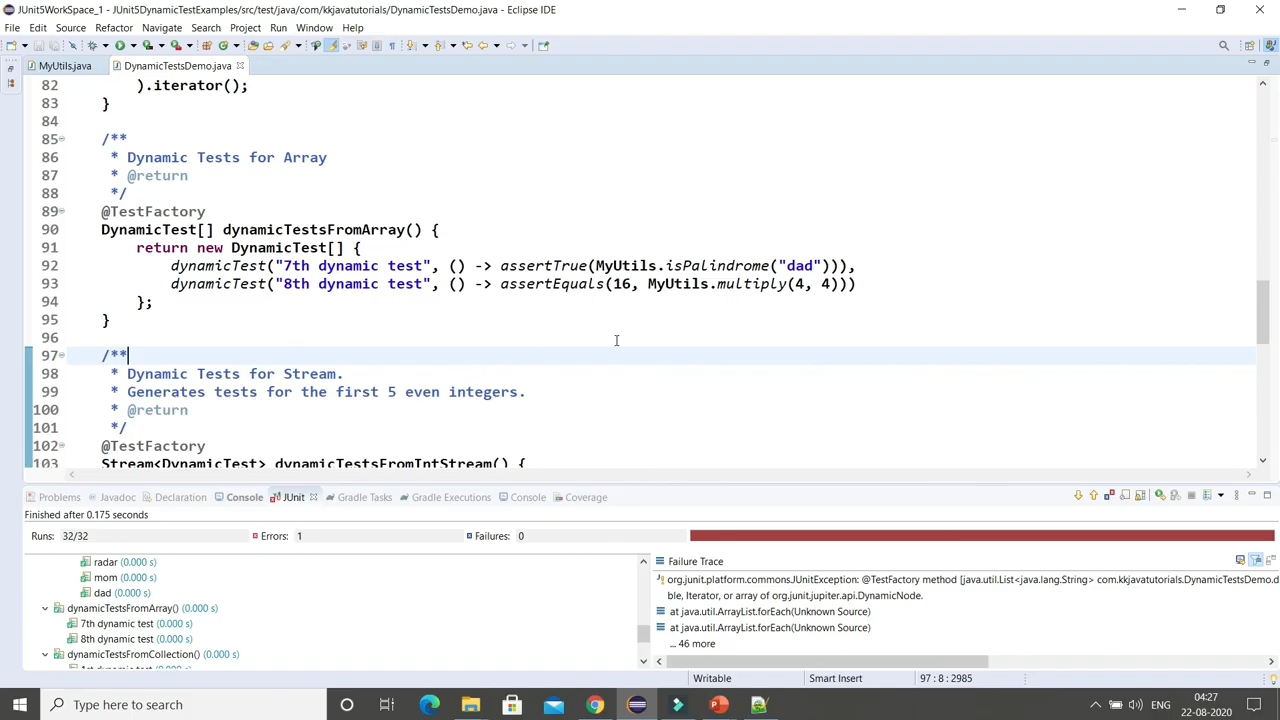 JUnit5WorkSpace_1 - JUnit5DynamicTestExamples/src/test/java/com/kkjavatutorials/DynamicTestsDemo.java - Eclipse IDE
File Edit Source Refactor Navigate Search Project Run Window Help
MyUtils.java DynamicTestsDemo.java
82 ).iterator();
83 }
84
85 /**
86 * Dynamic Tests for Array
87 * @return
88 */
89 @TestFactory
90 DynamicTest[] dynamicTestsFromArray() {
91 return new DynamicTest[] {
92 dynamicTest("7th dynamic test", () -> assertTrue(MyUtils.isPalindrome("dad"))),
93 dynamicTest("8th dynamic test", () -> assertEquals(16, MyUtils.multiply(4, 4)))
94 };
95 }
96
97 /**
98 * Dynamic Tests for Stream.
99 * Generates tests for the first 5 even integers.
100 * @return
101 */
102 @TestFactory
103 Stream<DynamicTest> dynamicTestsFromIntStream() {
Problems Javadoc Declaration Console JUnit Gradle Tasks Gradle Executions Console Coverage
Finished after 0.175 seconds
Runs: 32/32 Errors: 1 Failures: 0
radar (0.000 s)
mom (0.000 s)
dad (0.000 s)
dynamicTestsFromArray() (0.000 s)
7th dynamic test (0.000 s)
8th dynamic test (0.000 s)
dynamicTestsFromCollection() (0.000 s)
1st dynamic test (0.000 s)
Failure Trace
org.junit.platform.commons.JUnitException: @TestFactory method [java.util.List<java.lang.String> com.kkjavatutorials.DynamicTestsDemo.d
ble, Iterator, or array of org.junit.jupiter.api.DynamicNode.
at java.util.ArrayList.forEach(Unknown Source)
at java.util.ArrayList.forEach(Unknown Source)
... 46 more
Writable Smart Insert 97 : 8 : 2985
Type here to search
ENG
04:27
22-08-2020